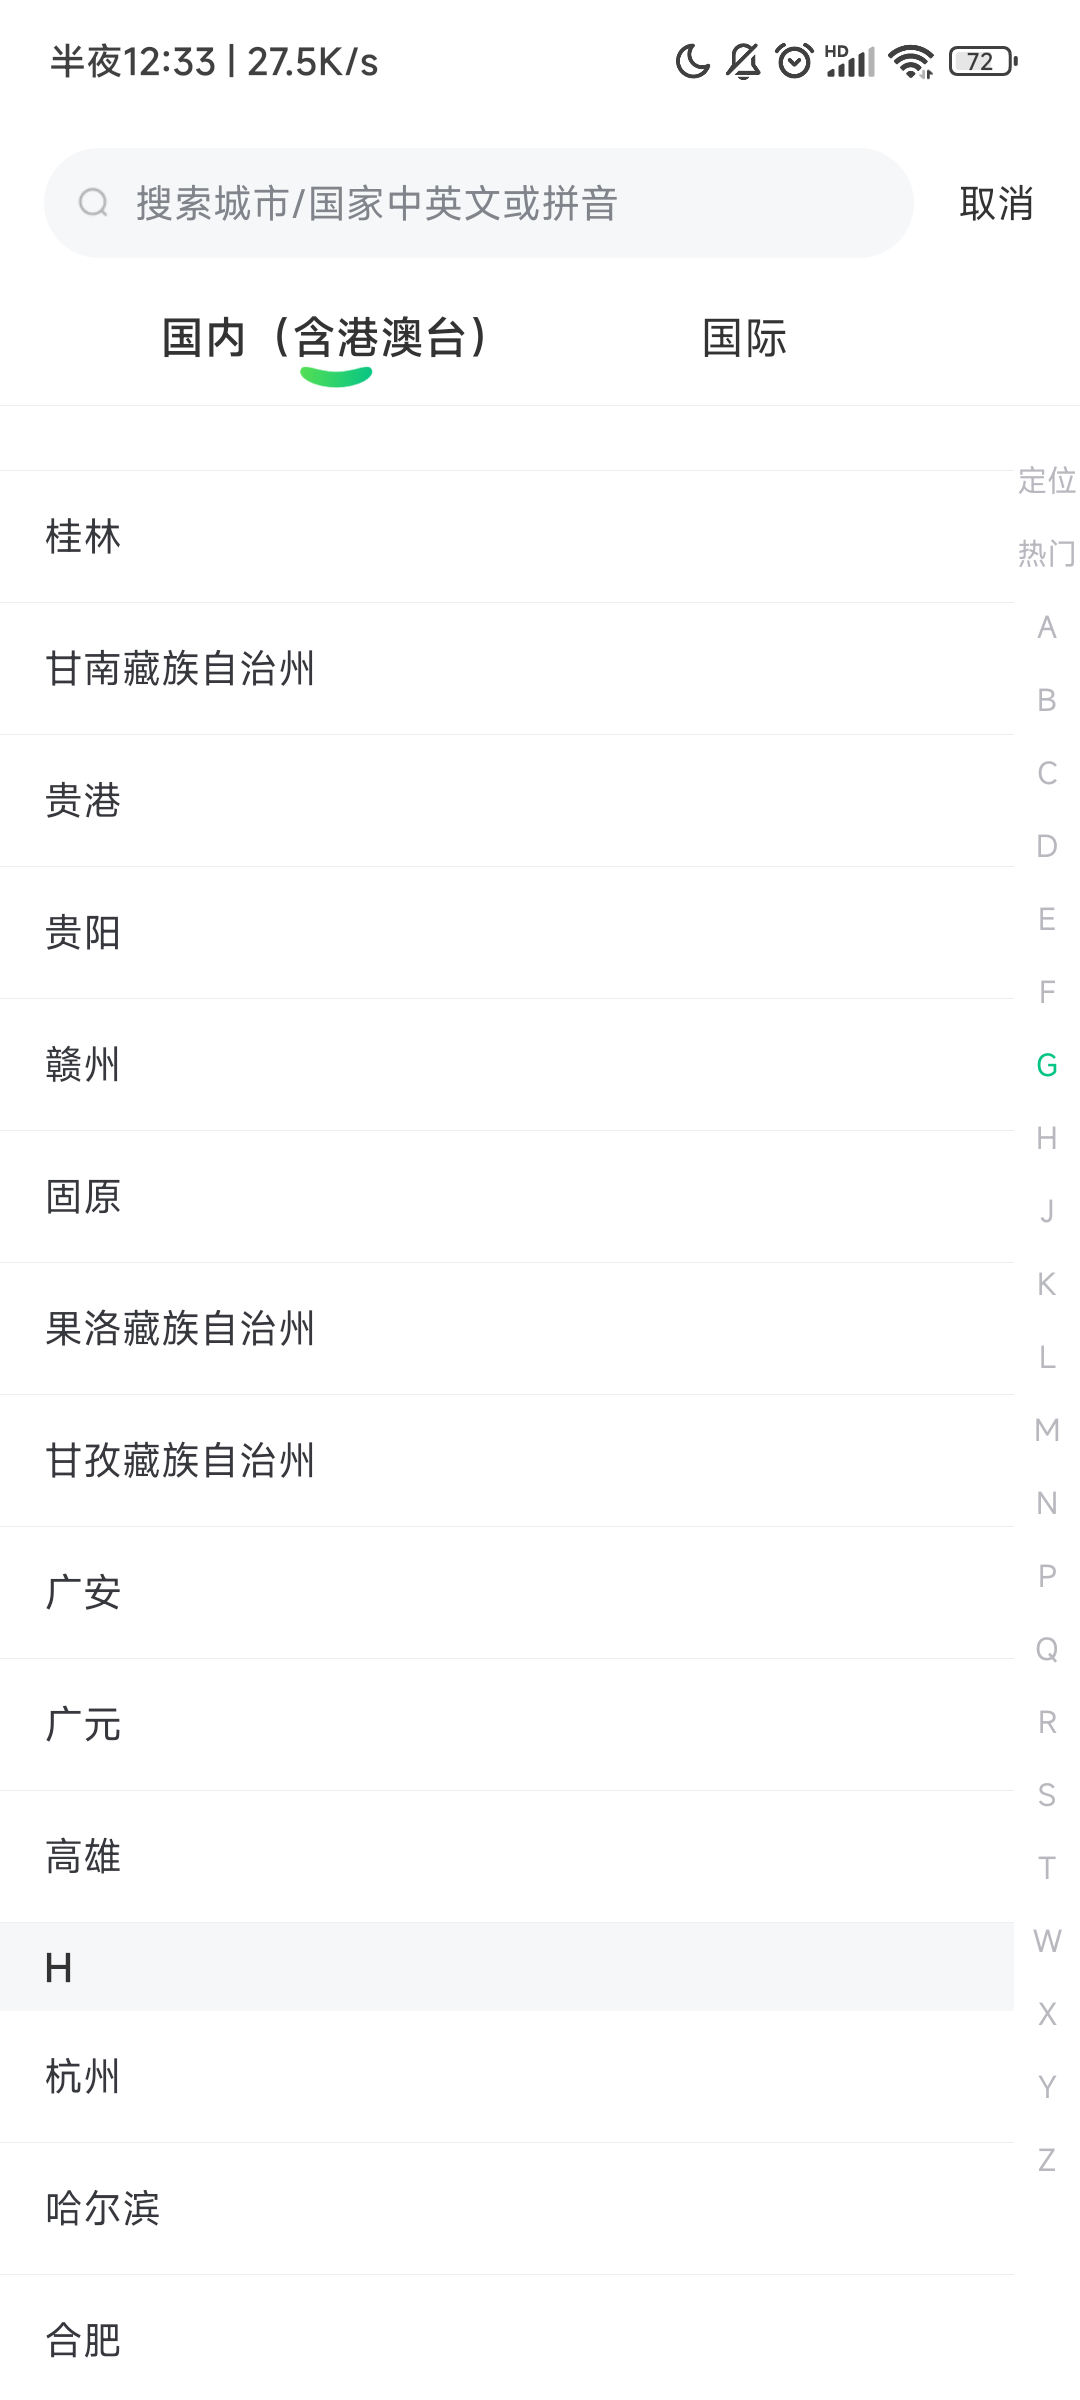 半夜12:33 | 27.5K/s HD 72
搜索城市/国家中英文或拼音 取消
国内（含港澳台） 国际
桂林
甘南藏族自治州
贵港
贵阳
赣州
固原
果洛藏族自治州
甘孜藏族自治州
广安
广元
高雄
H
杭州
哈尔滨
合肥
定位
热门
A
B
C
D
E
F
G
H
J
K
L
M
N
P
Q
R
S
T
W
X
Y
Z